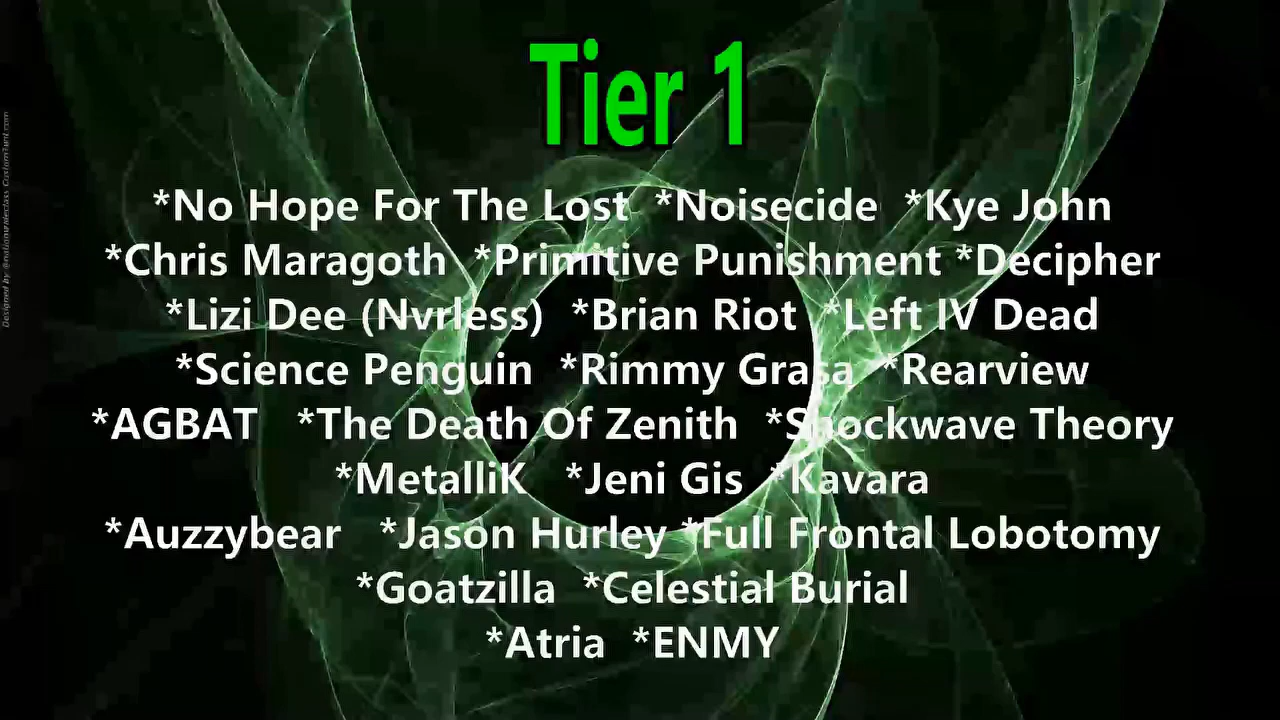 Tier 1
*No Hope For The Lost *Noisecide *Kye John
*Chris Maragoth *Primitive Punishment *Decipher
*Lizi Dee (Nvrless) *Brian Riot *Left IV Dead
*Science Penguin *Rimmy Grasa *Rearview
*AGBAT *The Death Of Zenith *Shockwave Theory
*MetalliK *Jeni Gis *Kavara
*Auzzybear *Jason Hurley *Full Frontal Lobotomy
*Goatzilla *Celestial Burial
*Atria *ENMY
Designed by